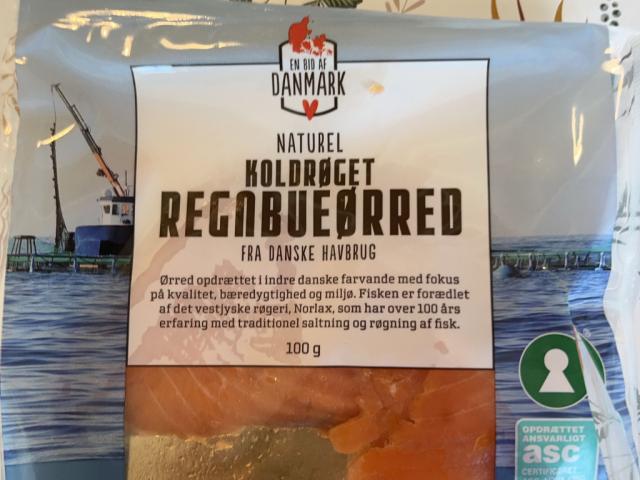 EN BID AF
DANMARK
NATUREL
KOLDRØGET
REGNBUEØRRED
FRA DANSKE HAVBRUG
Ørred opdrættet i indre danske farvande med fokus
på kvalitet, bæredygtighed og miljø. Fisken er forædlet
af det vestjyske røgeri, Norlax, som har over 100 års
erfaring med traditionel saltning og røgning af fisk.
100 g
OPDRÆTTET
ANSVARLIGT
asc
CERTIFICERET